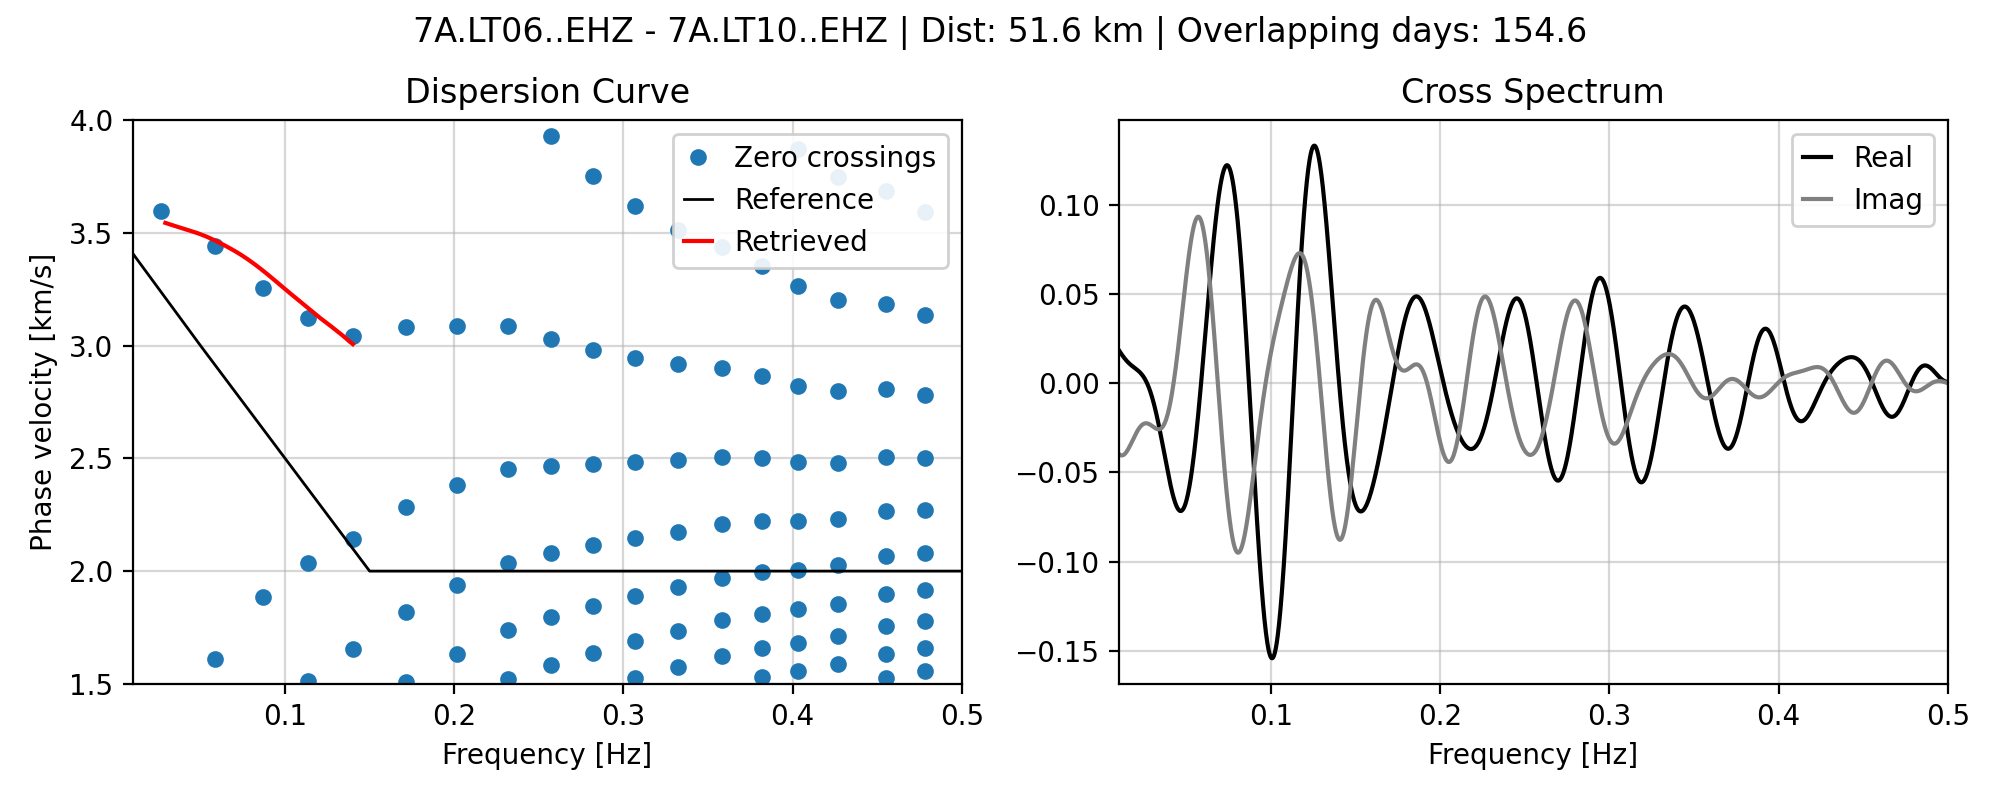 7A.LT06..EHZ - 7A.LT10..EHZ | Dist: 51.6 km | Overlapping days: 154.6
Dispersion Curve
4.0
3.5
3.0
2.5
2.0
1.5
Phase velocity [km/s]
0.1
0.2
0.3
0.4
0.5
Frequency [Hz]
Zero crossings
Reference
Retrieved
Cross Spectrum
0.10
0.05
0.00
−0.05
−0.10
−0.15
0.1
0.2
0.3
0.4
0.5
Frequency [Hz]
Real
Imag